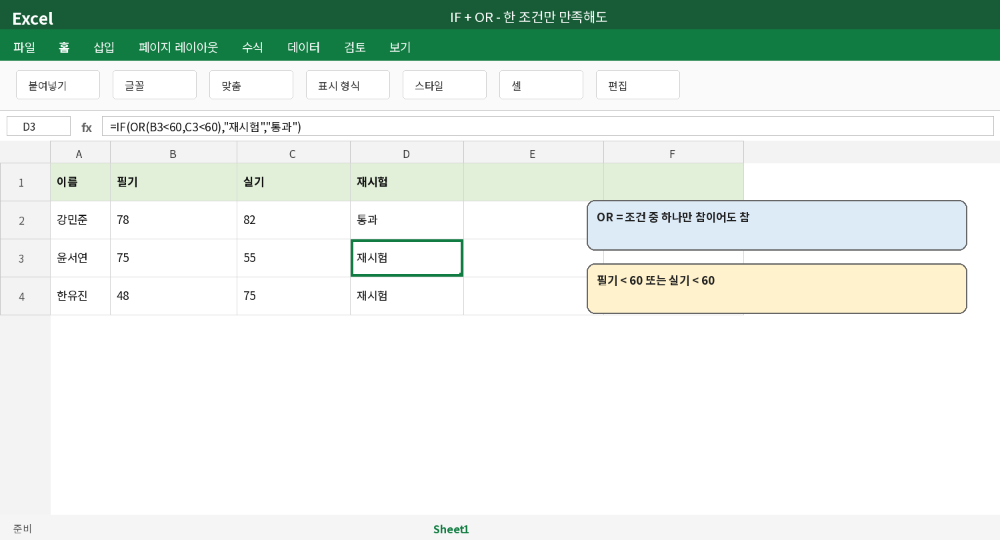 Excel
IF + OR - 한 조건만 만족해도
파일 홈 삽입 페이지 레이아웃 수식 데이터 검토 보기
붙여넣기 글꼴 맞춤 표시 형식 스타일 셀 편집
D3 fx =IF(OR(B3<60,C3<60),"재시험","통과")
A B C D E F
1 이름 필기 실기 재시험
2 강민준 78 82 통과
OR = 조건 중 하나만 참이어도 참
3 윤서연 75 55 재시험
필기 < 60 또는 실기 < 60
4 한유진 48 75 재시험
준비 Sheet1